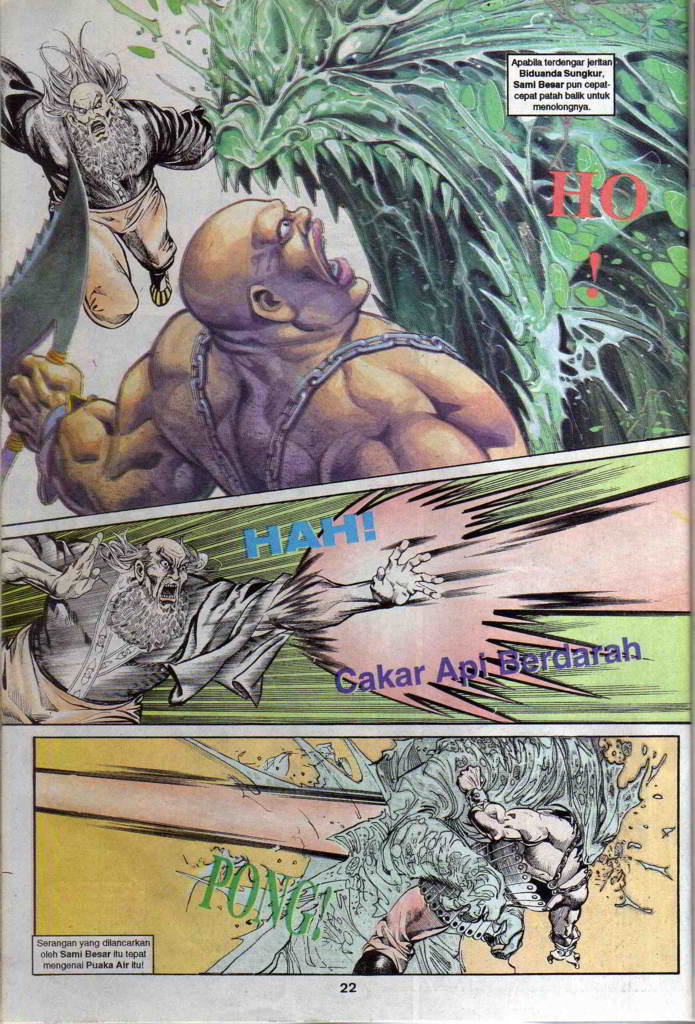 Apabila terdengar jeritan
Biduanda Sungkur,
Sami Besar pun cepat-
cepat patah balik untuk
menolongnya.
HO
!
HAH!
Cakar Api Berdarah
PONG!
Serangan yang dilancarkan
oleh Sami Besar itu tepat
mengenai Puaka Air itu!
22